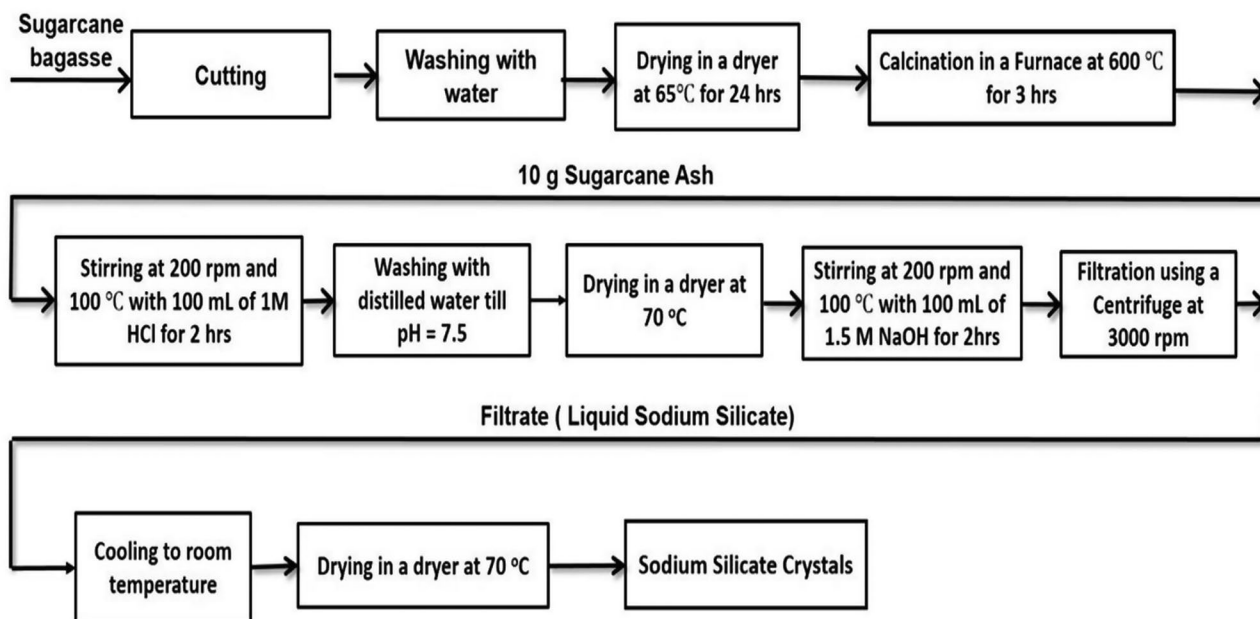 Sugarcane
bagasse
Cutting
Washing with
water
Drying in a dryer
at 65℃ for 24 hrs
Calcination in a Furnace at 600 ℃
for 3 hrs
10 g Sugarcane Ash
Stirring at 200 rpm and
100 ℃ with 100 mL of 1M
HCl for 2 hrs
Washing with
distilled water till
pH = 7.5
Drying in a dryer at
70 ºC
Stirring at 200 rpm and
100 ℃ with 100 mL of
1.5 M NaOH for 2hrs
Filtration using a
Centrifuge at
3000 rpm
Filtrate ( Liquid Sodium Silicate)
Cooling to room
temperature
Drying in a dryer at 70 ºC
Sodium Silicate Crystals